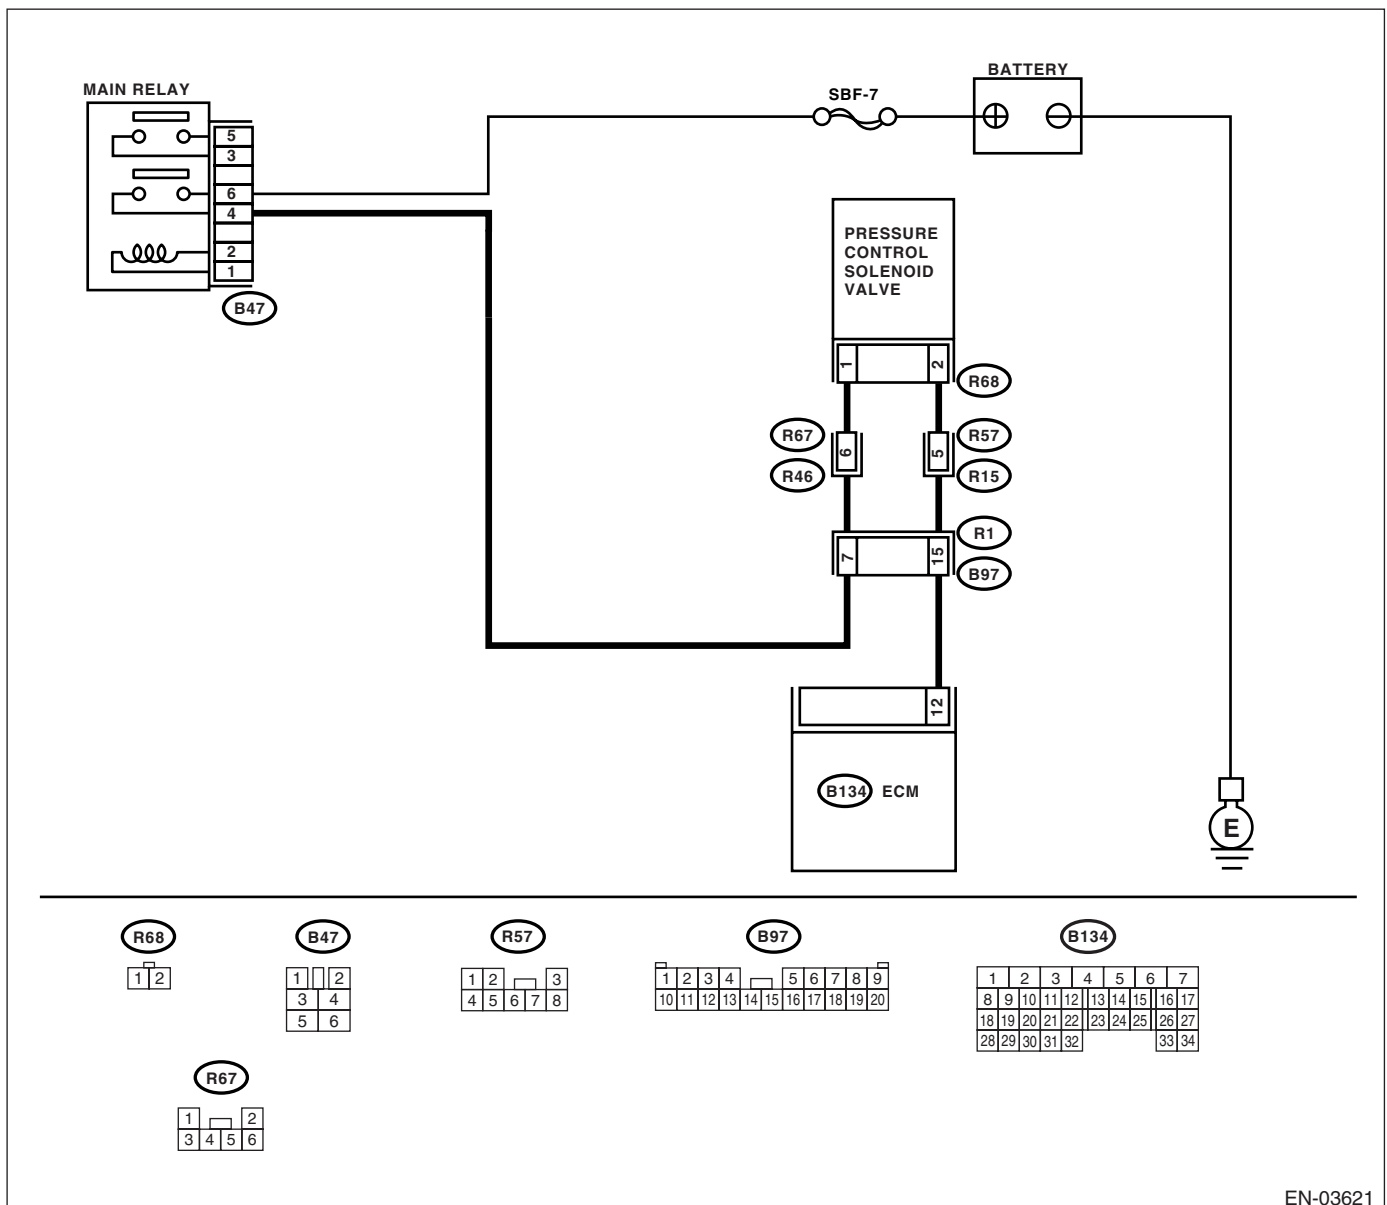 BATTERY
MAIN RELAY
SBF-7
5
3
6
4
2
1
B47
PRESSURE
CONTROL
SOLENOID
VALVE
1 2
R68
R67
6
R46
R57
5
R15
R1
7 15
B97
12
B134 ECM
E
R68
1 2
B47
1 2
3 4
5 6
R57
1 2 3
4 5 6 7 8
B97
1 2 3 4 5 6 7 8 9
10 11 12 13 14 15 16 17 18 19 20
B134
1 2 3 4 5 6 7
8 9 10 11 12 13 14 15 16 17
18 19 20 21 22 23 24 25 26 27
28 29 30 31 32 33 34
R67
1 2
3 4 5 6
EN-03621